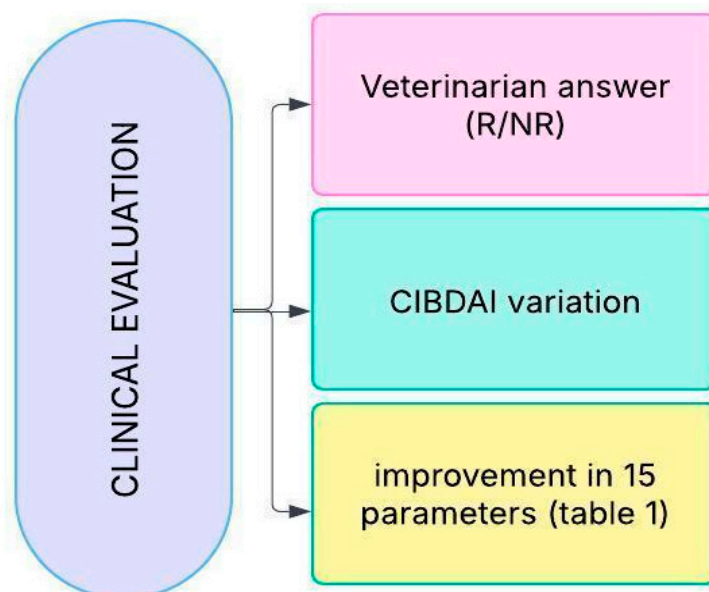 CLINICAL EVALUATION
Veterinarian answer
(R/NR)
CIBDAI variation
improvement in 15
parameters (table 1)